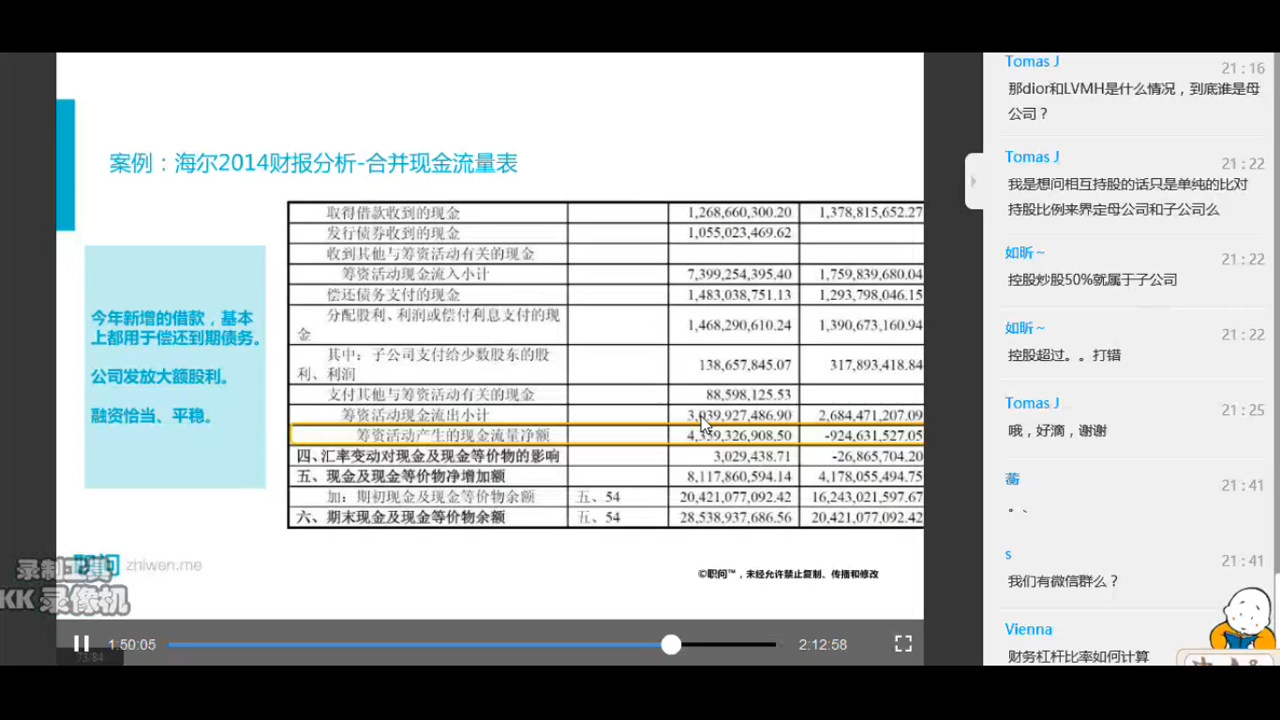 案例：海尔2014财报分析-合并现金流量表
今年新增的借款，基本
上都用于偿还到期债务。
公司发放大额股利。
融资恰当、平稳。
取得借款收到的现金 1,268,660,300.20 1,378,815,652.27
发行债券收到的现金 1,055,023,469.62
收到其他与筹资活动有关的现金
筹资活动现金流入小计 7,399,254,395.40 1,759,839,680.04
偿还债务支付的现金 1,483,038,751.13 1,293,798,046.15
分配股利、利润或偿付利息支付的现
金 1,468,290,610.24 1,390,673,160.94
其中：子公司支付给少数股东的股
利、利润 138,657,845.07 317,893,418.84
支付其他与筹资活动有关的现金 88,598,125.53
筹资活动现金流出小计 3,039,927,486.90 2,684,471,207.09
筹资活动产生的现金流量净额 4,359,326,908.50 -924,631,527.05
四、汇率变动对现金及现金等价物的影响 3,029,438.71 -26,865,704.20
五、现金及现金等价物净增加额 8,117,860,594.14 4,178,055,494.75
加：期初现金及现金等价物余额 五、54 20,421,077,092.42 16,243,021,597.67
六、期末现金及现金等价物余额 五、54 28,538,937,686.56 20,421,077,092.42
职问 zhiwen.me
©职问™，未经允许禁止复制、传播和修改
录制工具
KK 录像机
1:50:05 2:12:58
73/84
Tomas J 21:16
那dior和LVMH是什么情况，到底谁是母
公司？
Tomas J 21:22
我是想问相互持股的话只是单纯的比对
持股比例来界定母公司和子公司么
如昕~ 21:22
控股炒股50%就属于子公司
如昕~ 21:22
控股超过。。打错
Tomas J 21:25
哦，好滴，谢谢
21:41
。、
s 21:41
我们有微信群么？
Vienna
财务杠杆比率如何计算